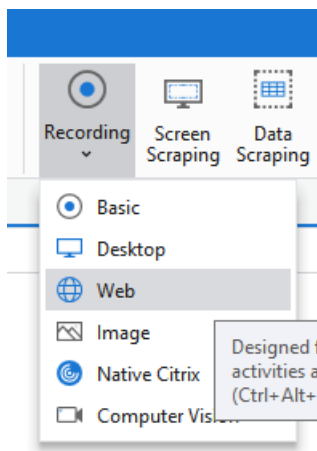 Recording Screen Scraping Data Scraping
Basic
Desktop
Web
Image
Native Citrix
Computer Vision
Designed
activities a
(Ctrl+Alt+